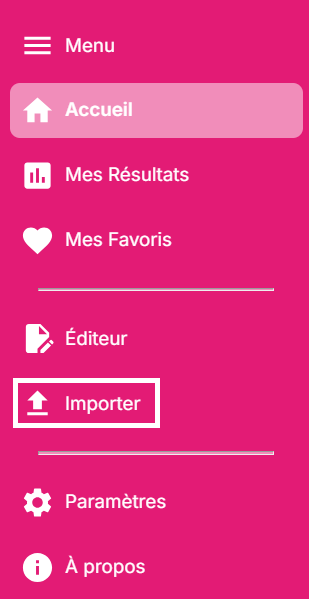 Menu
Accueil
Mes Résultats
Mes Favoris
Éditeur
Importer
Paramètres
À propos